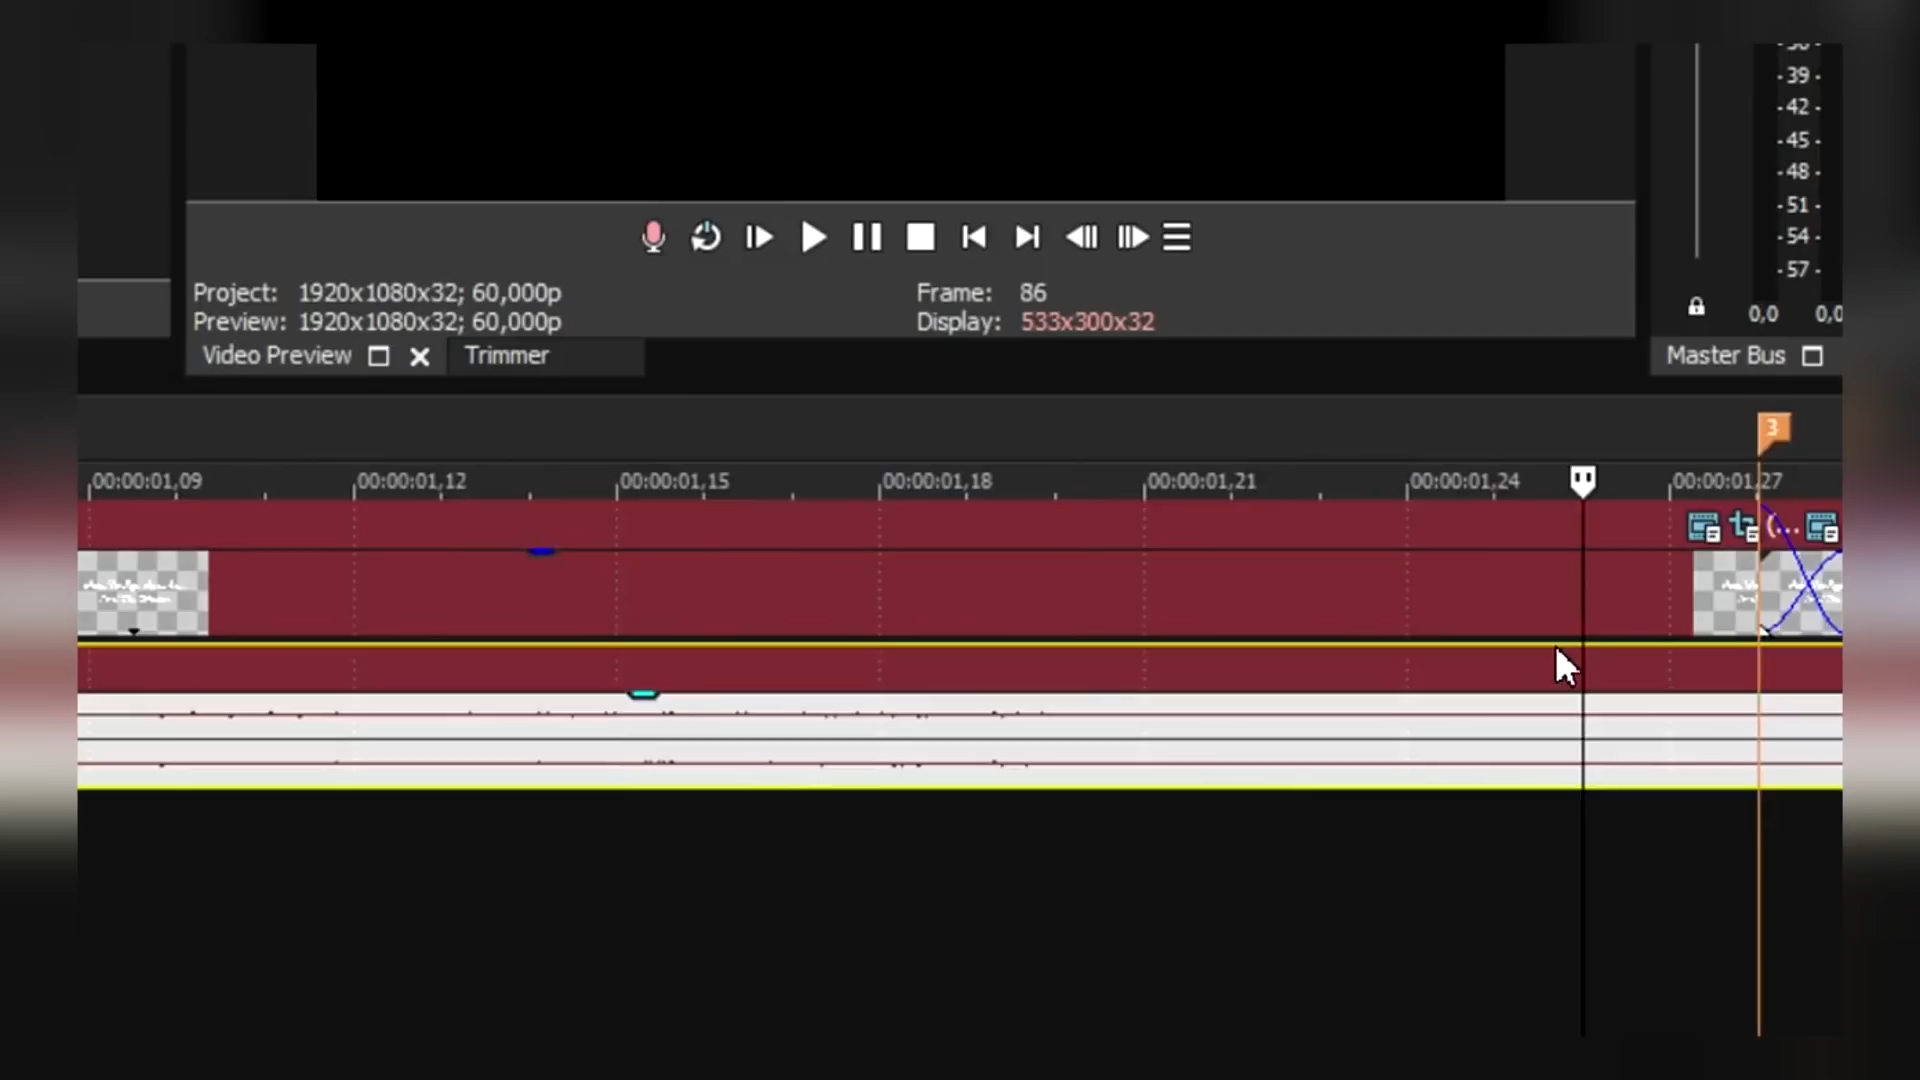 -39-
-42-
-45-
-48-
-51-
-54-
-57-
0,0
Project: 1920x1080x32; 60,000p
Frame: 86
Preview: 1920x1080x32; 60,000p
Display: 533x300x32
Video Preview
Trimmer
Master Bus
3
00:00:01,09
00:00:01,12
00:00:01,15
00:00:01,18
00:00:01,21
00:00:01,24
00:00:01,27
(...